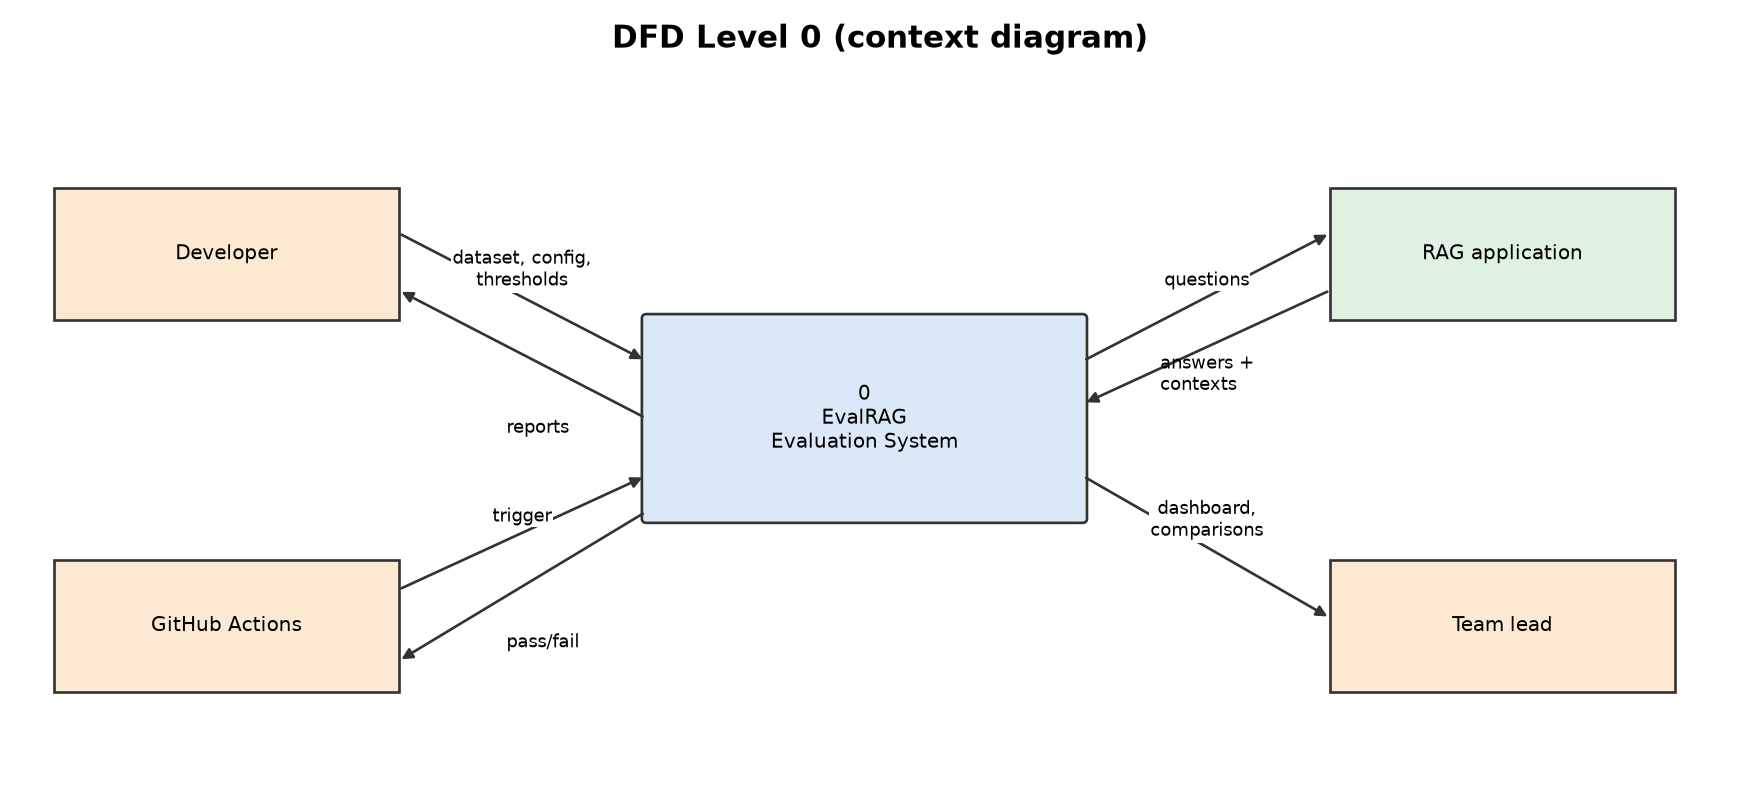 DFD Level 0 (context diagram)
Developer
RAG application
dataset, config,
thresholds
questions
answers +
contexts
0
EvalRAG
Evaluation System
reports
trigger
dashboard,
comparisons
GitHub Actions
Team lead
pass/fail